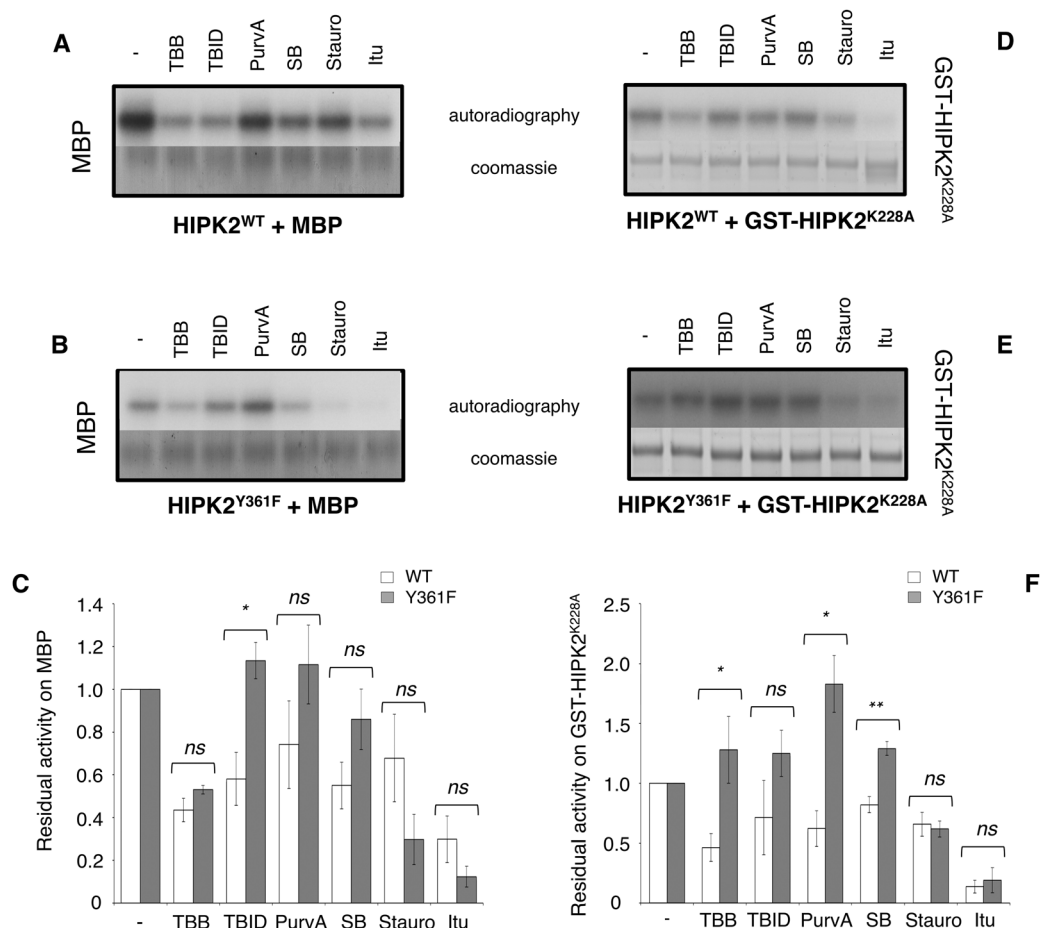 A
-
TBB
TBID
PurvA
SB
Stauro
Itu
MBP
autoradiography
coomassie
HIPK2WT + MBP
D
-
TBB
TBID
PurvA
SB
Stauro
Itu
GST-HIPK2K228A
HIPK2WT + GST-HIPK2K228A
B
-
TBB
TBID
PurvA
SB
Stauro
Itu
MBP
autoradiography
coomassie
HIPK2Y361F + MBP
E
-
TBB
TBID
PurvA
SB
Stauro
Itu
GST-HIPK2K228A
HIPK2Y361F + GST-HIPK2K228A
C
WT
Y361F
Residual activity on MBP
1.4
1.2
1.0
0.8
0.6
0.4
0.2
0
ns
*
ns
ns
ns
ns
- TBB TBID PurvA SB Stauro Itu
F
WT
Y361F
Residual activity on GST-HIPK2K228A
2.5
2.0
1.5
1.0
0.5
0
*
ns
*
**
ns
ns
- TBB TBID PurvA SB Stauro Itu